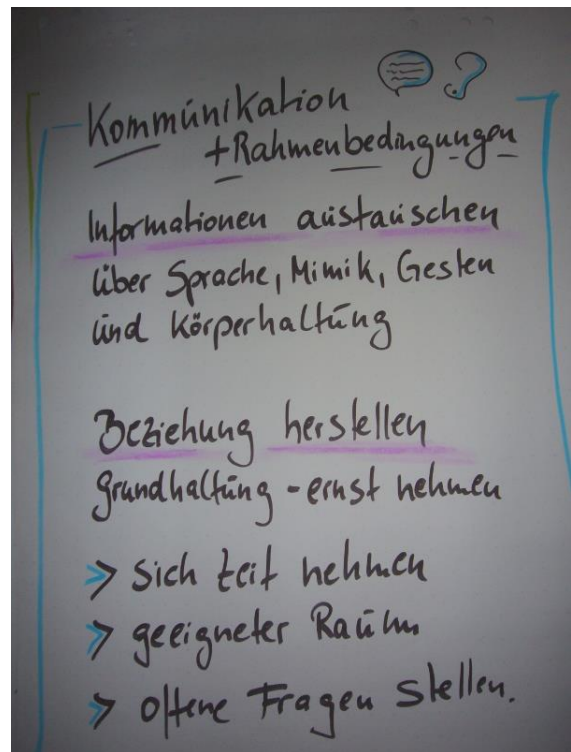 Kommunikation
+Rahmenbedingungen
Informationen austauschen
über Sprache, Mimik, Gesten
und Körperhaltung
Beziehung herstellen
Grundhaltung - ernst nehmen
» sich Zeit nehmen
» geeigneter Raum
» offene Fragen stellen.